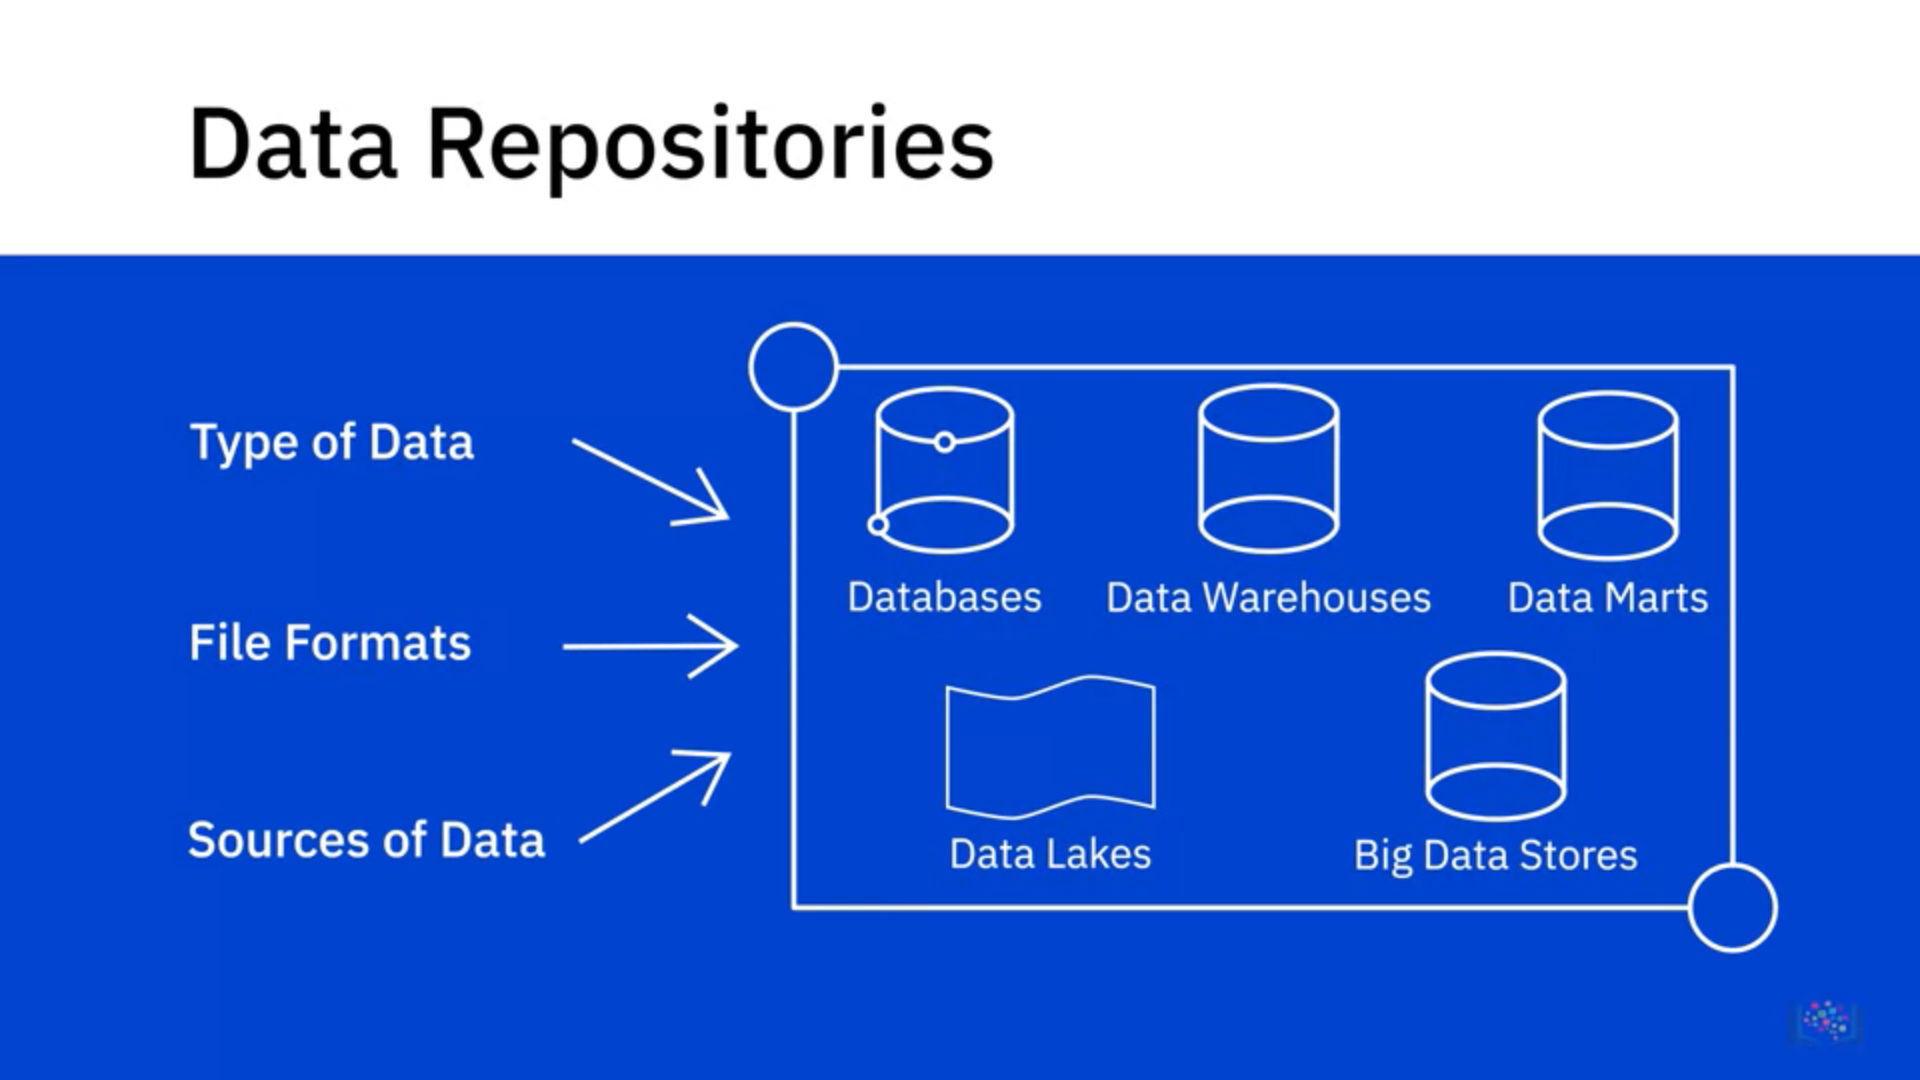 Data Repositories
Type of Data
File Formats
Sources of Data
Databases
Data Warehouses
Data Marts
Data Lakes
Big Data Stores